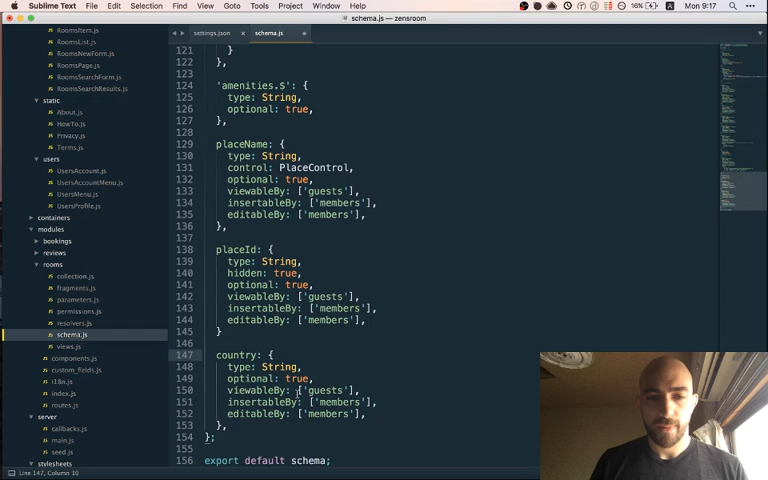 Sublime Text File Edit Selection Find View Goto Tools Project Window Help 16% Mon 9:17
schema.js — zensroom
settings.json schema.js
RoomsItem.js
RoomsList.js
RoomsNewForm.js
RoomsPage.js
RoomsSearchForm.js
RoomsSearchResults.js
static
About.js
HowTo.js
Privacy.js
Terms.js
users
UsersAccount.js
UsersAccountMenu.js
UsersMenu.js
UsersProfile.js
containers
modules
bookings
reviews
rooms
collection.js
fragments.js
parameters.js
permissions.js
resolvers.js
schema.js
views.js
components.js
custom_fields.js
i18n.js
index.js
routes.js
server
callbacks.js
main.js
seed.js
stylesheets
121 }
122 },
123
124 'amenities.$': {
125 type: String,
126 optional: true,
127 },
128
129 placeName: {
130 type: String,
131 control: PlaceControl,
132 optional: true,
133 viewableBy: ['guests'],
134 insertableBy: ['members'],
135 editableBy: ['members'],
136 },
137
138 placeId: {
139 type: String,
140 hidden: true,
141 optional: true,
142 viewableBy: ['guests'],
143 insertableBy: ['members'],
144 editableBy: ['members'],
145 }
146
147 country: {
148 type: String,
149 optional: true,
150 viewableBy: ['guests'],
151 insertableBy: ['members'],
152 editableBy: ['members'],
153 },
154 };
155
156 export default schema;
Line 147, Column 10